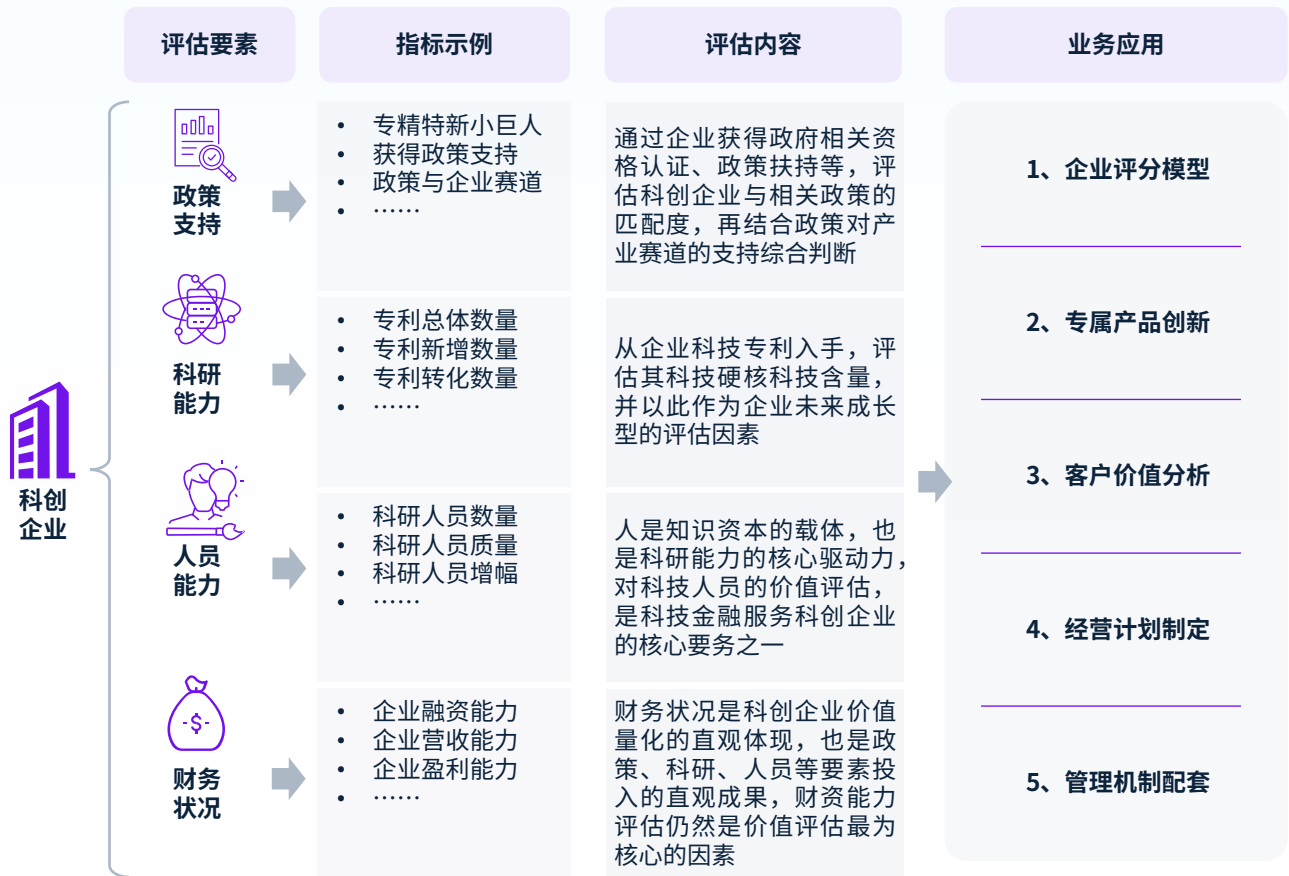 评估要素
指标示例
评估内容
业务应用
科创
企业
政策
支持
• 专精特新小巨人
• 获得政策支持
• 政策与企业赛道
• ……
通过企业获得政府相关资
格认证、政策扶持等，评
估科创企业与相关政策的
匹配度，再结合政策对产
业赛道的支持综合判断
科研
能力
• 专利总体数量
• 专利新增数量
• 专利转化数量
• ……
从企业科技专利入手，评
估其科技硬核科技含量，
并以此作为企业未来成长
型的评估因素
人员
能力
• 科研人员数量
• 科研人员质量
• 科研人员增幅
• ……
人是知识资本的载体，也
是科研能力的核心驱动力，
对科技人员的价值评估，
是科技金融服务科创企业
的核心要务之一
财务
状况
• 企业融资能力
• 企业营收能力
• 企业盈利能力
• ……
财务状况是科创企业价值
量化的直观体现，也是政
策、科研、人员等要素投
入的直观成果，财资能力
评估仍然是价值评估最为
核心的因素
1、企业评分模型
2、专属产品创新
3、客户价值分析
4、经营计划制定
5、管理机制配套
$